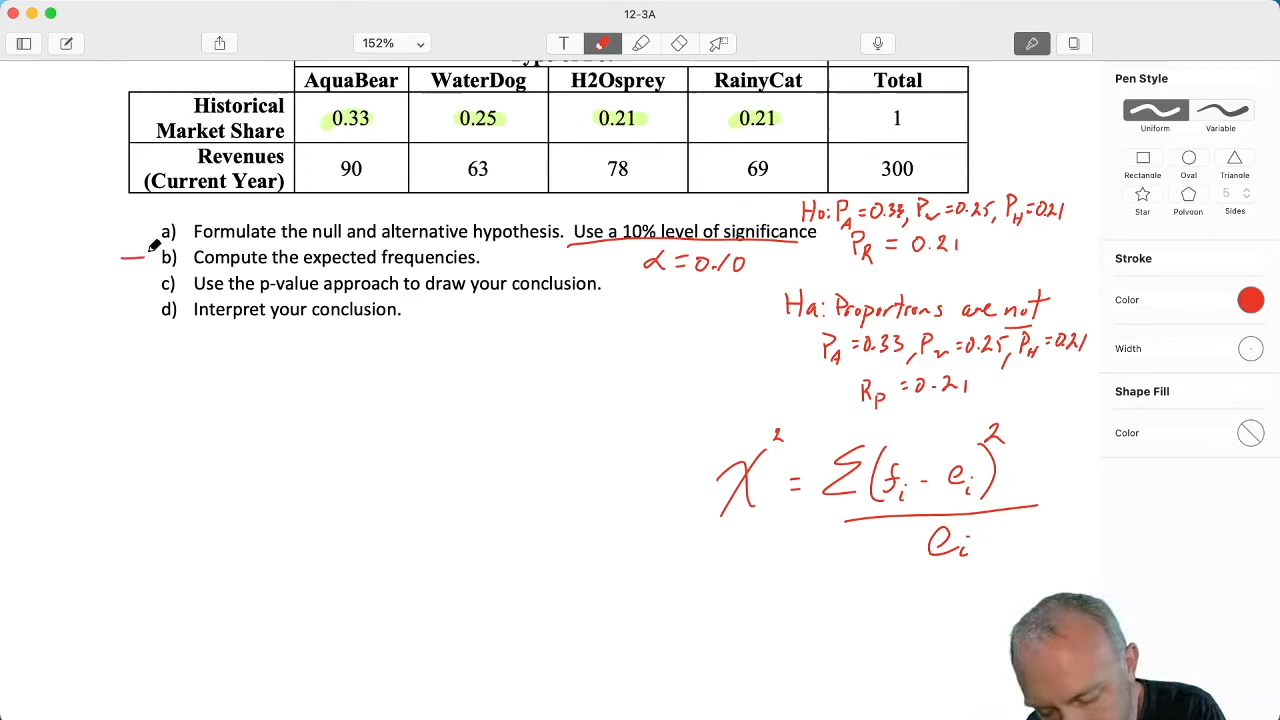 12-3A
152%
T
AquaBear WaterDog H2Osprey RainyCat Total
Historical Market Share 0.33 0.25 0.21 0.21 1
Revenues (Current Year) 90 63 78 69 300
a) Formulate the null and alternative hypothesis. Use a 10% level of significance
b) Compute the expected frequencies.
c) Use the p-value approach to draw your conclusion.
d) Interpret your conclusion.
α = 0.10
Ho: PA = 0.33, Pw = 0.25, PH = 0.21
PR = 0.21
Ha: Proportions are not
PA = 0.33, Pw = 0.25, PH = 0.21
RP = 0.21
χ² = Σ(fi - ei)²
ei
Pen Style
Uniform Variable
Rectangle Oval Triangle
5
Star Polygon Sides
Stroke
Color
Width
Shape Fill
Color